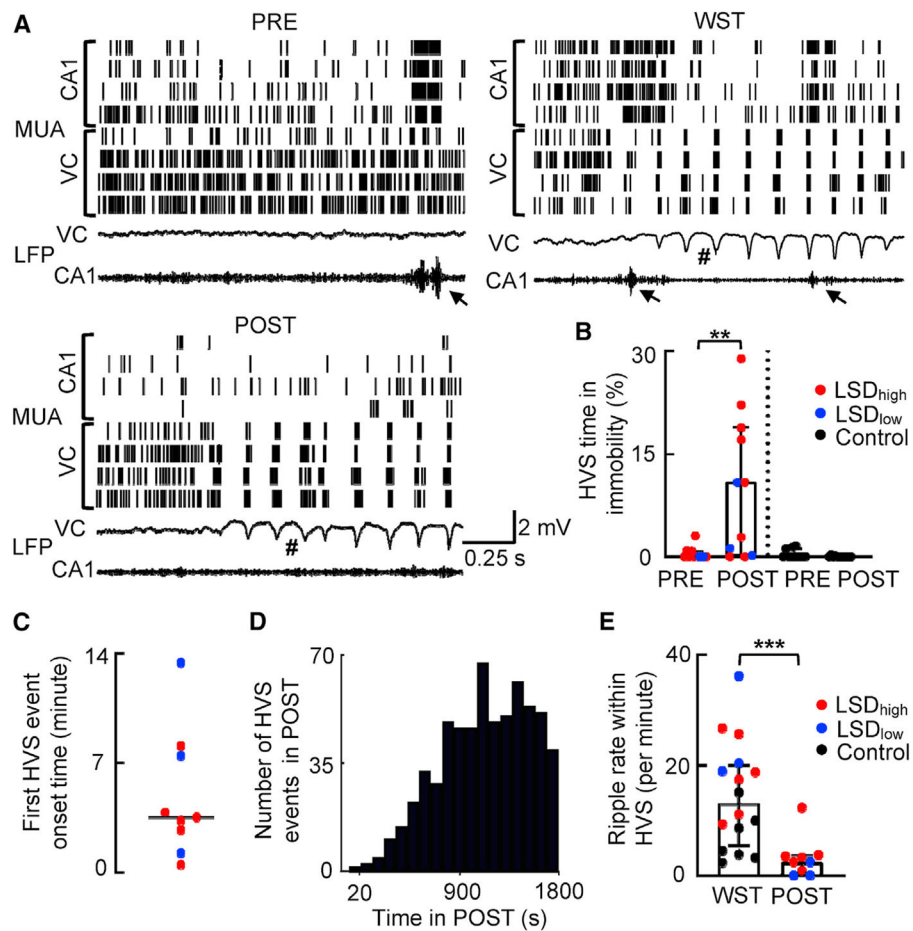 A
PRE
WST
CA1
MUA
VC
LFP
VC
CA1
#
CA1
VC
VC
#
CA1
POST
CA1
MUA
VC
LFP
VC
#
CA1
2 mV
0.25 s
B
HVS time in
immobility (%)
30
15
0
**
LSDhigh
LSDlow
Control
PRE POST PRE POST
C
First HVS event
onset time (minute)
14
7
0
D
Number of HVS
events in POST
70
35
0
20 900 1800
Time in POST (s)
E
Ripple rate within
HVS (per minute)
40
20
0
***
LSDhigh
LSDlow
Control
WST POST